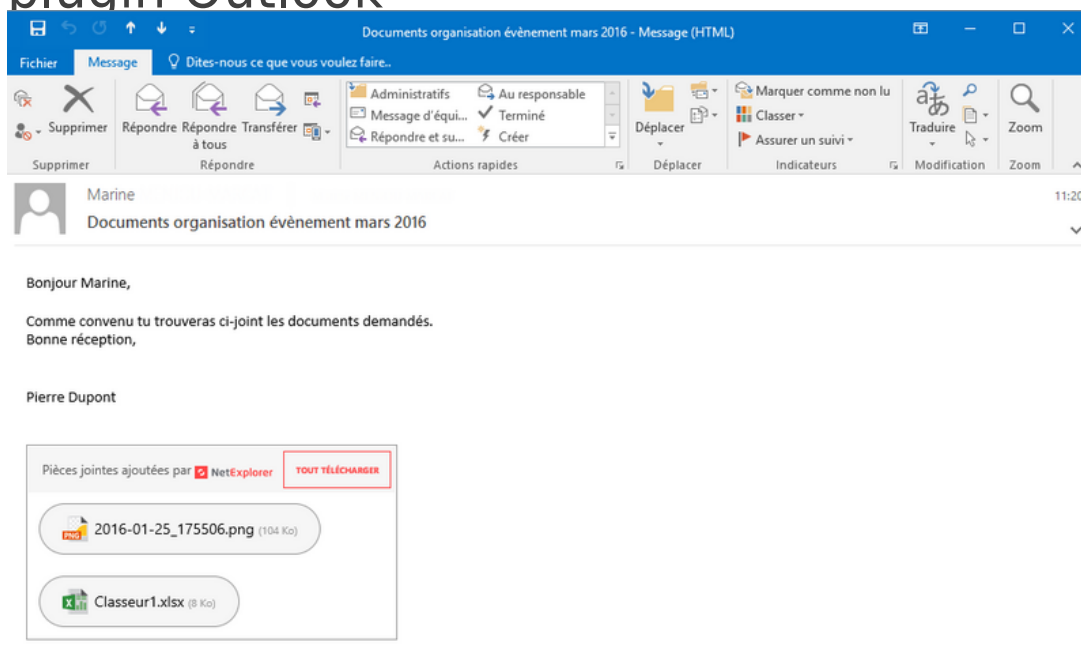 plugin Outlook
Documents organisation évènement mars 2016 - Message (HTML)
Fichier Message Dites-nous ce que vous voulez faire..
Supprimer
Répondre Répondre à tous Transférer
Administratifs Au responsable
Message d'équi... Terminé
Répondre et su... Créer
Déplacer
Marquer comme non lu
Classer
Assurer un suivi
Traduire
Zoom
Supprimer Répondre Actions rapides Déplacer Indicateurs Modification Zoom
Marine
11:20
Documents organisation évènement mars 2016
Bonjour Marine,
Comme convenu tu trouveras ci-joint les documents demandés.
Bonne réception,
Pierre Dupont
Pièces jointes ajoutées par NetExplorer TOUT TÉLÉCHARGER
PNG 2016-01-25_175506.png (104 Ko)
Classeur1.xlsx (8 Ko)